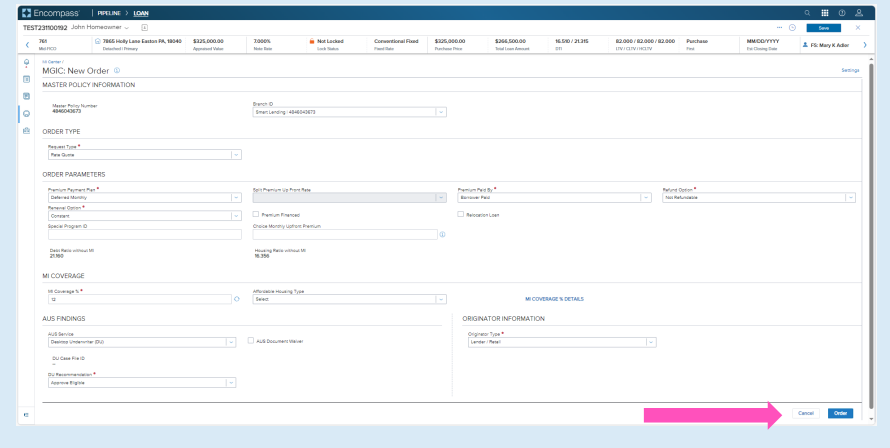 Encompass PIPELINE > LOAN
TEST231100192 John Homeowner
Save
761
Mid FICO
7865 Holly Lane Easton PA, 18040
Detached | Primary
$325,000.00
Appraised Value
7.000%
Note Rate
Not Locked
Lock Status
Conventional Fixed
Fixed Rate
$325,000.00
Purchase Price
$266,500.00
Total Loan Amount
16.510 / 21.315
DTI
82.000 / 82.000 / 82.000
LTV / CLTV / HCLTV
Purchase
First
MM/DD/YYYY
Est Closing Date
FS: Mary K Adler
MI Center /
MGIC: New Order
Settings
MASTER POLICY INFORMATION
Master Policy Number
4846043673
Branch ID
Smart Lending | 4846043673
ORDER TYPE
Request Type *
Rate Quote
ORDER PARAMETERS
Premium Payment Plan *
Deferred Monthly
Split Premium Up Front Rate
Premium Paid By *
Borrower Paid
Refund Option *
Not Refundable
Renewal Option *
Constant
Premium Financed
Relocation Loan
Special Program ID
Choice Monthly Upfront Premium
Debt Ratio without MI
21.160
Housing Ratio without MI
16.356
MI COVERAGE
MI Coverage % *
12
Affordable Housing Type
Select
MI COVERAGE % DETAILS
AUS FINDINGS
ORIGINATOR INFORMATION
AUS Service
Desktop Underwriter (DU)
AUS Document Waiver
Originator Type *
Lender / Retail
DU Case File ID
--
DU Recommendation *
Approve Eligible
Cancel
Order